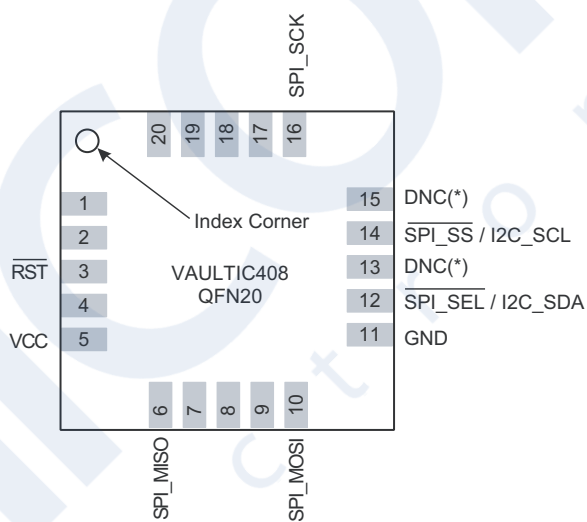 SPI_SCK
20 19 18 17 16
Index Corner
1
2
RST 3
4
VCC 5
VAULTIC408
QFN20
15 DNC(*)
14 SPI_SS / I2C_SCL
13 DNC(*)
12 SPI_SEL / I2C_SDA
11 GND
6 7 8 9 10
SPI_MISO
SPI_MOSI